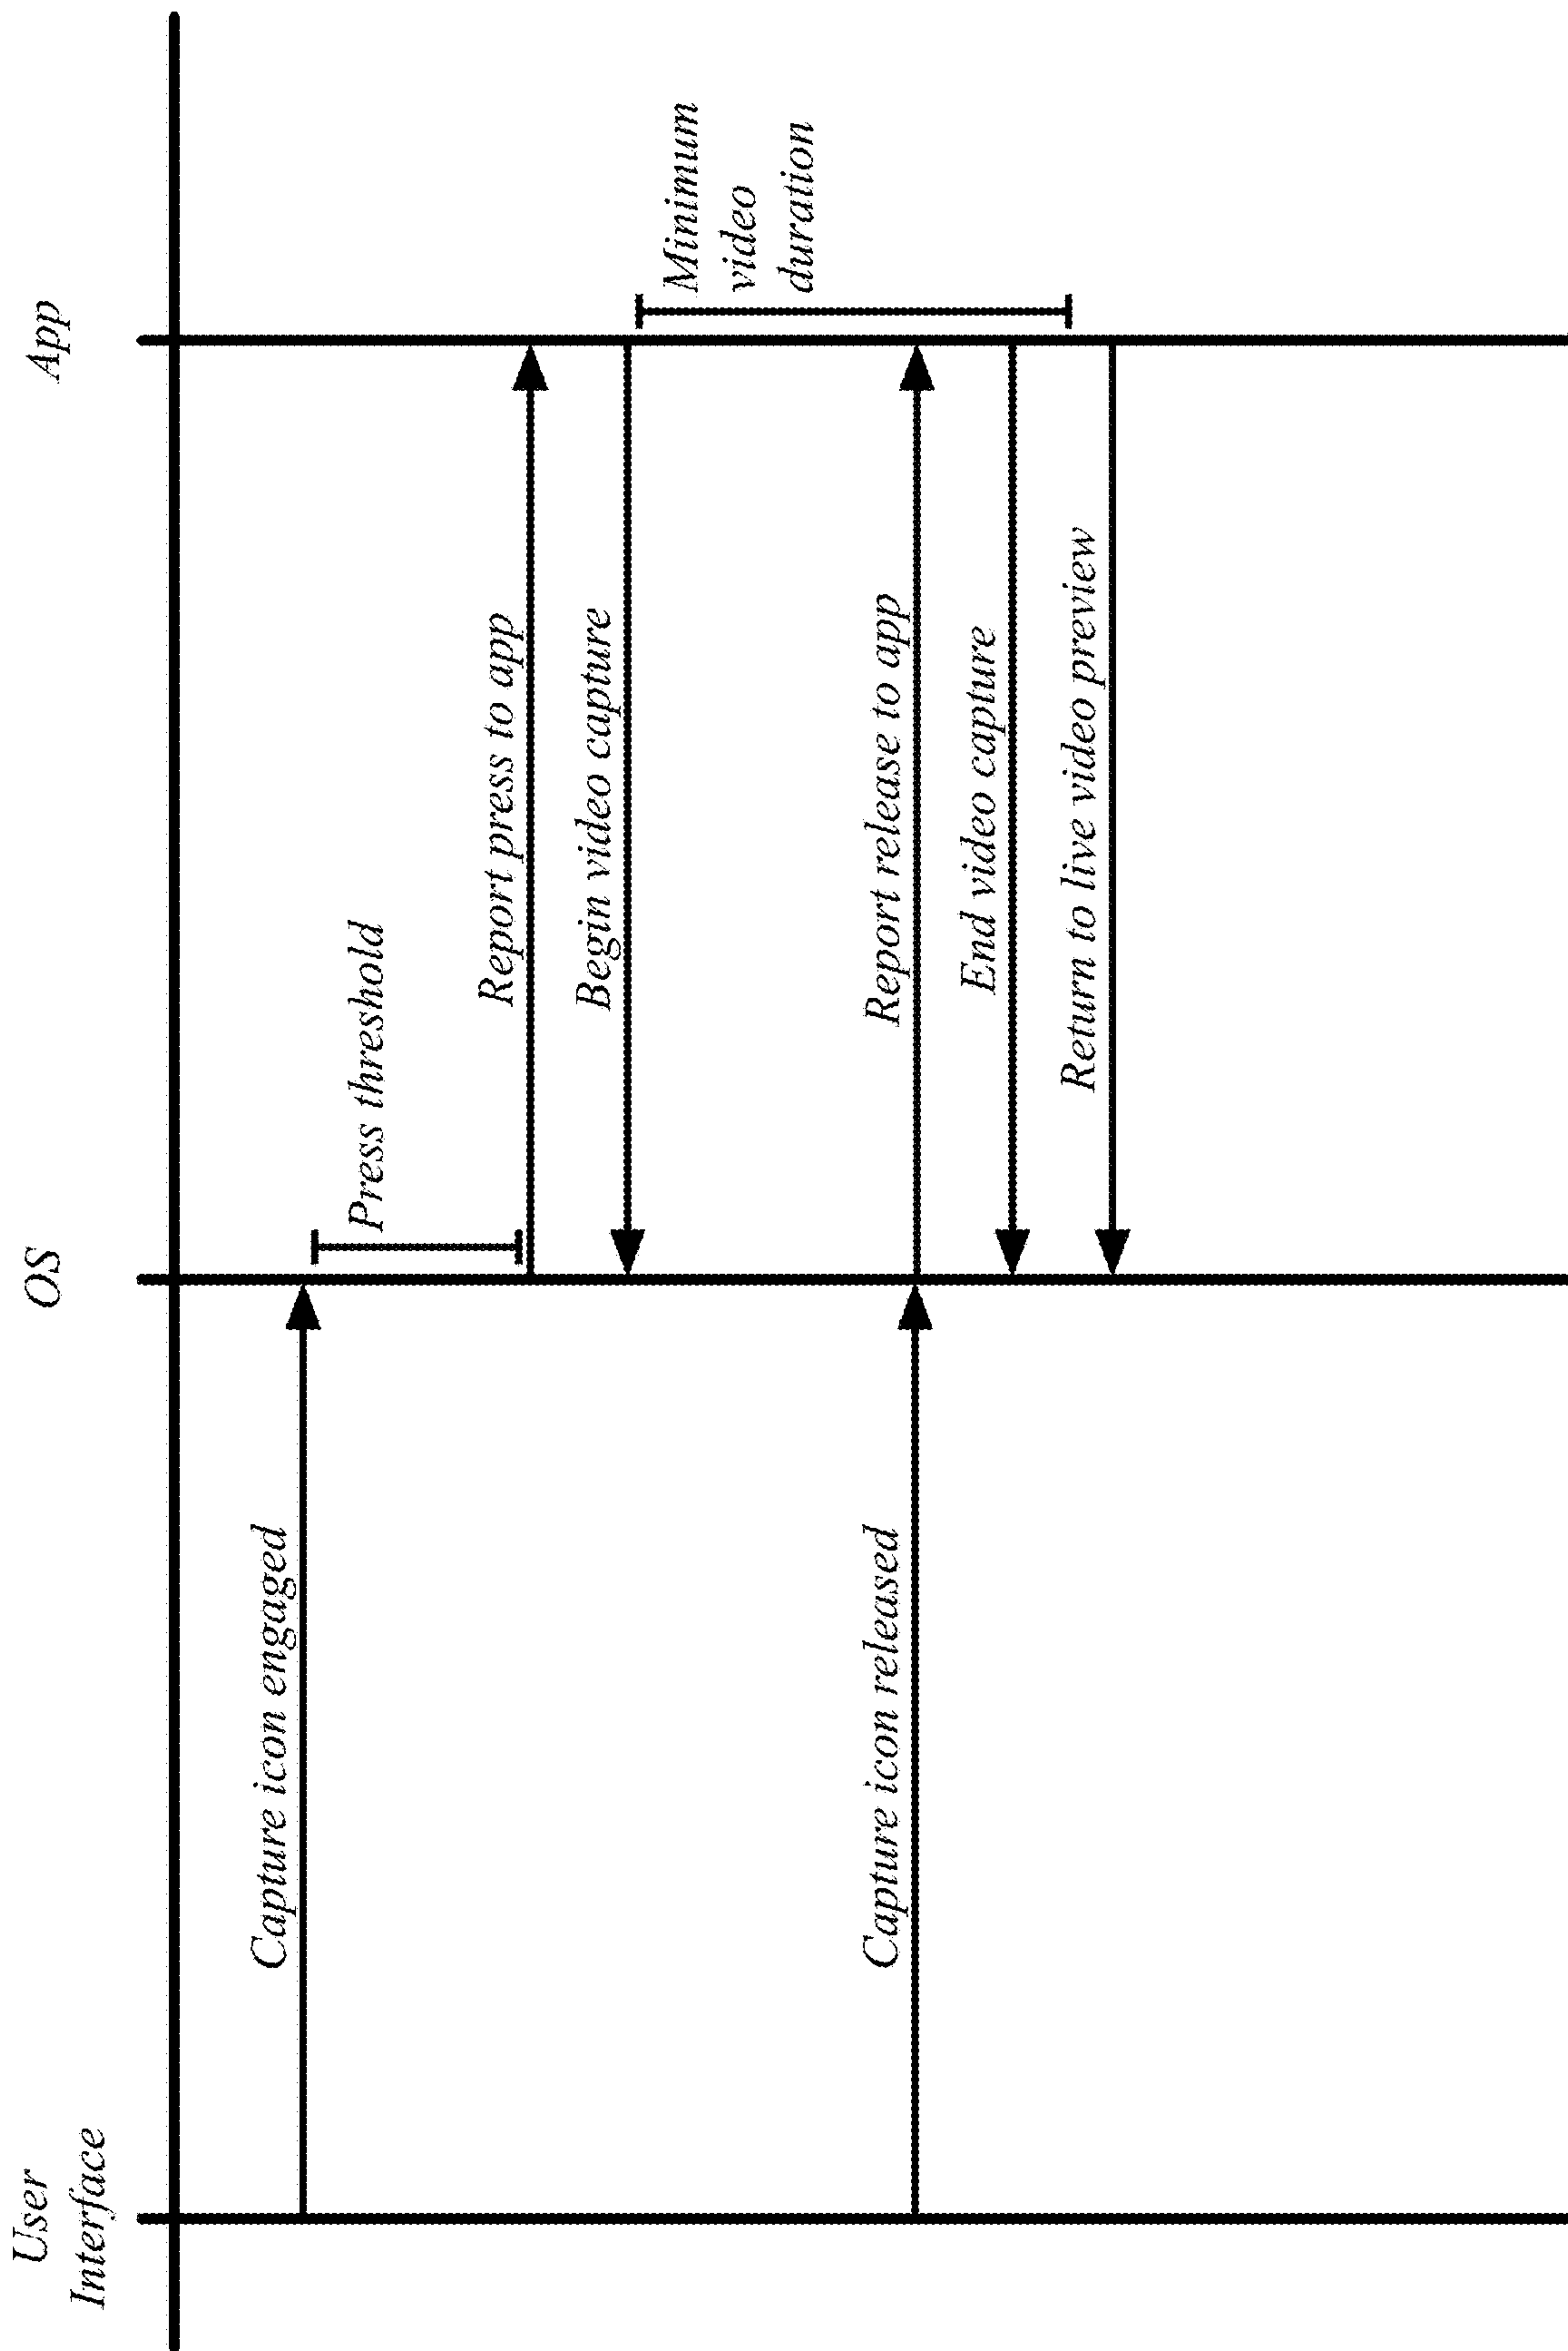 User
Interface
OS
App
Capture icon engaged
Press threshold
Report press to app
Begin video capture
Minimum
video
duration
Capture icon released
Report release to app
End video capture
Return to live video preview